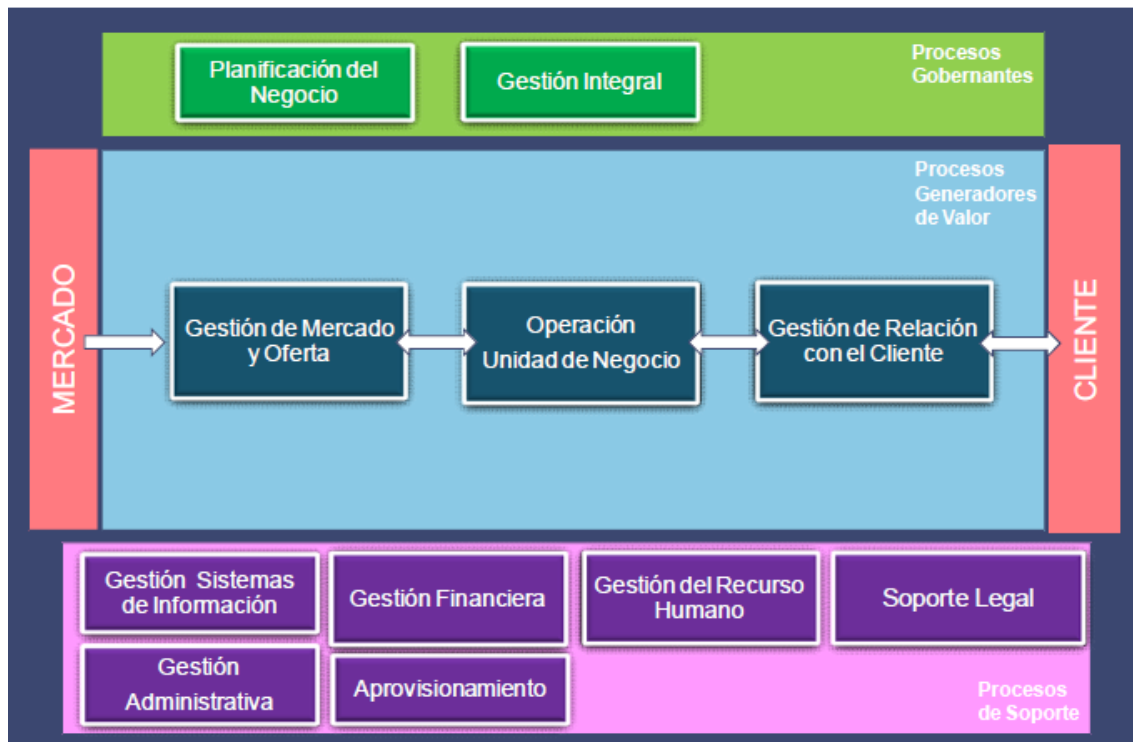 Planificación del
Negocio
Gestión Integral
Procesos
Gobernantes
MERCADO
Procesos
Generadores
de Valor
Gestión de Mercado
y Oferta
Operación
Unidad de Negocio
Gestión de Relación
con el Cliente
CLIENTE
Gestión Sistemas
de Información
Gestión Financiera
Gestión del Recurso
Humano
Soporte Legal
Gestión
Administrativa
Aprovisionamiento
Procesos
de Soporte